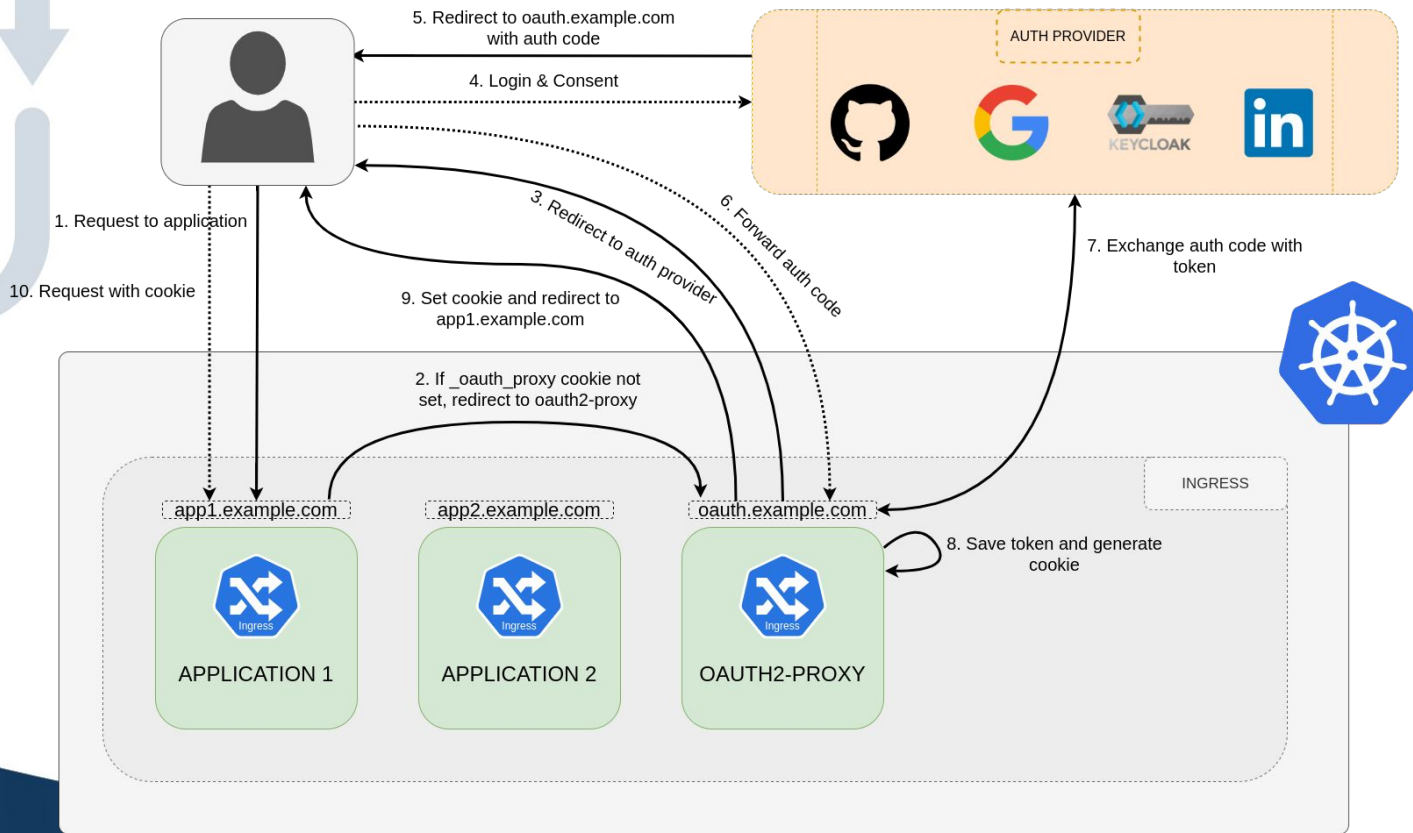 5. Redirect to oauth.example.com
with auth code
AUTH PROVIDER
4. Login & Consent
KEYCLOAK
in
1. Request to application
3. Redirect to auth provider
6. Forward auth code
7. Exchange auth code with
token
10. Request with cookie
9. Set cookie and redirect to
app1.example.com
2. If _oauth_proxy cookie not
set, redirect to oauth2-proxy
INGRESS
app1.example.com
app2.example.com
oauth.example.com
8. Save token and generate
cookie
Ingress
Ingress
Ingress
APPLICATION 1
APPLICATION 2
OAUTH2-PROXY